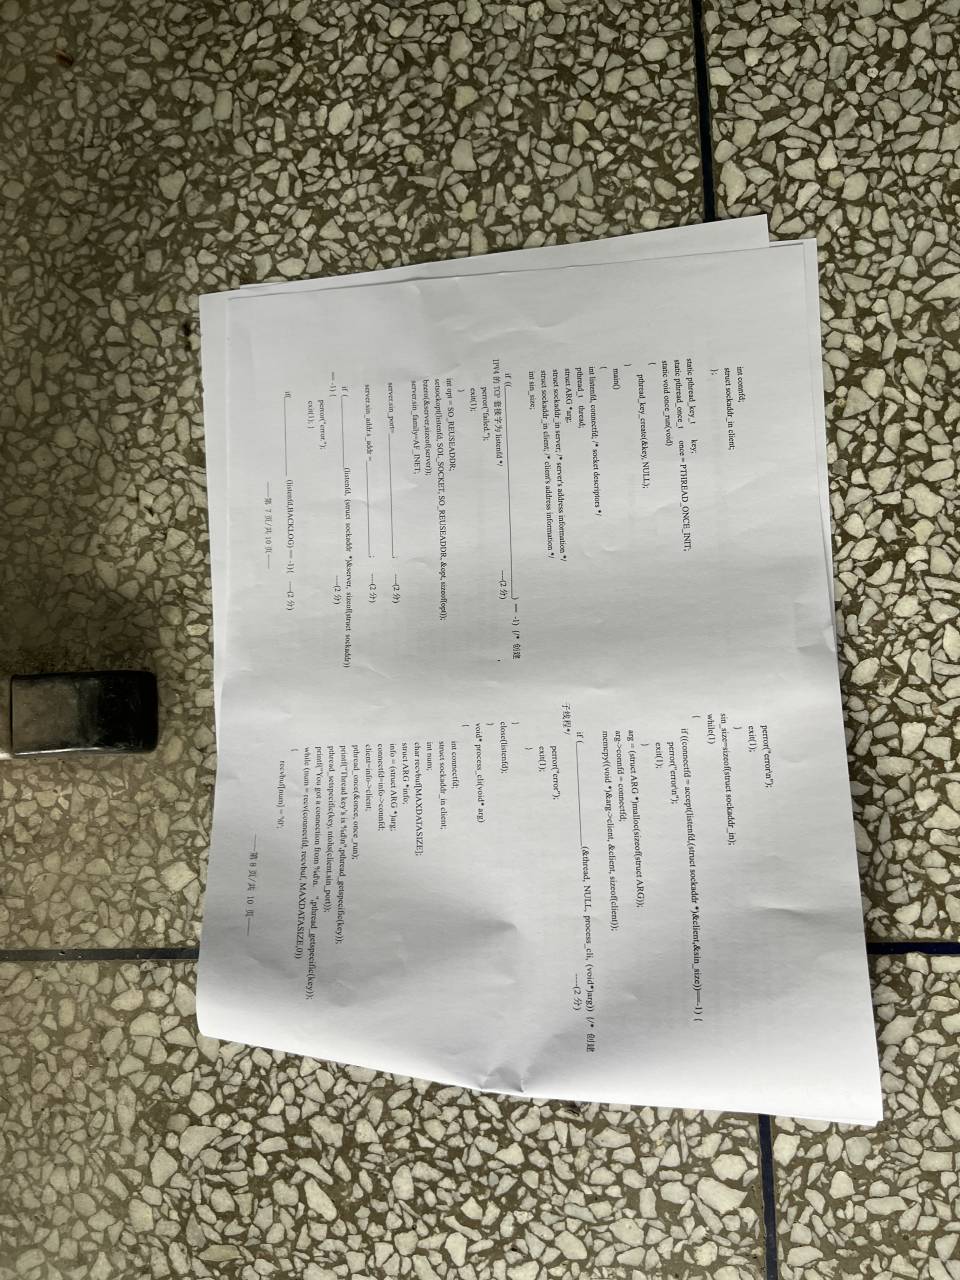 int connfd;
struct sockaddr_in client;
};
static pthread_key_t key;
static pthread_once_t once = PTHREAD_ONCE_INIT;
static void once_run(void)
{
pthread_key_create(&key, NULL);
}
main()
{
int listenfd, connectfd; /* socket descriptors */
pthread_t thread;
struct ARG *arg;
struct sockaddr_in server; /* server's address information */
struct sockaddr_in client; /* client's address information */
int sin_size;
if ((______________________________) == -1) {/* 创建
IPV4 的 TCP 套接字为 listenfd */ ----(2 分)
perror("failed.");
exit(1);
}
int opt = SO_REUSEADDR;
setsockopt(listenfd, SOL_SOCKET, SO_REUSEADDR, &opt, sizeof(opt));
bzero(&server,sizeof(server));
server.sin_family=AF_INET;
server.sin_port=____________________; ----(2 分)
server.sin_addr.s_addr =________________; ----(2 分)
if (____________(listenfd, (struct sockaddr *)&server, sizeof(struct sockaddr))
== -1) { ----(2 分)
perror("error.");
exit(1); }
if(______________ (listenfd,BACKLOG) == -1){ ----(2 分)
——第 7 页/共 10 页——
perror("error\n");
exit(1);
}
sin_size=sizeof(struct sockaddr_in);
while(1)
{
if ((connectfd = accept(listenfd,(struct sockaddr *)&client,&sin_size))==-1) {
perror("error\n");
exit(1);
}
arg = (struct ARG *)malloc(sizeof(struct ARG));
arg->connfd = connectfd;
memcpy((void *)&arg->client, &client, sizeof(client));
if (__________________(&thread, NULL, process_cli, (void*)arg)) {/* 创建
子线程*/ ----(2 分)
perror("error");
exit(1);
}
}
close(listenfd);
}
void* process_cli(void* arg)
{
int connectfd;
struct sockaddr_in client;
int num;
char recvbuf[MAXDATASIZE];
struct ARG *info;
info = (struct ARG *)arg;
connectfd=info->connfd;
client=info->client;
pthread_once(&once, once_run);
printf("Thread key's is %d\n",pthread_getspecific(key));
pthread_setspecific(key, ntohs(client.sin_port));
printf("You got a connection from %d\n. ",pthread_getspecific(key));
while (num = recv(connectfd, recvbuf, MAXDATASIZE,0))
{
recvbuf[num] = '\0';
——第 8 页/共 10 页——